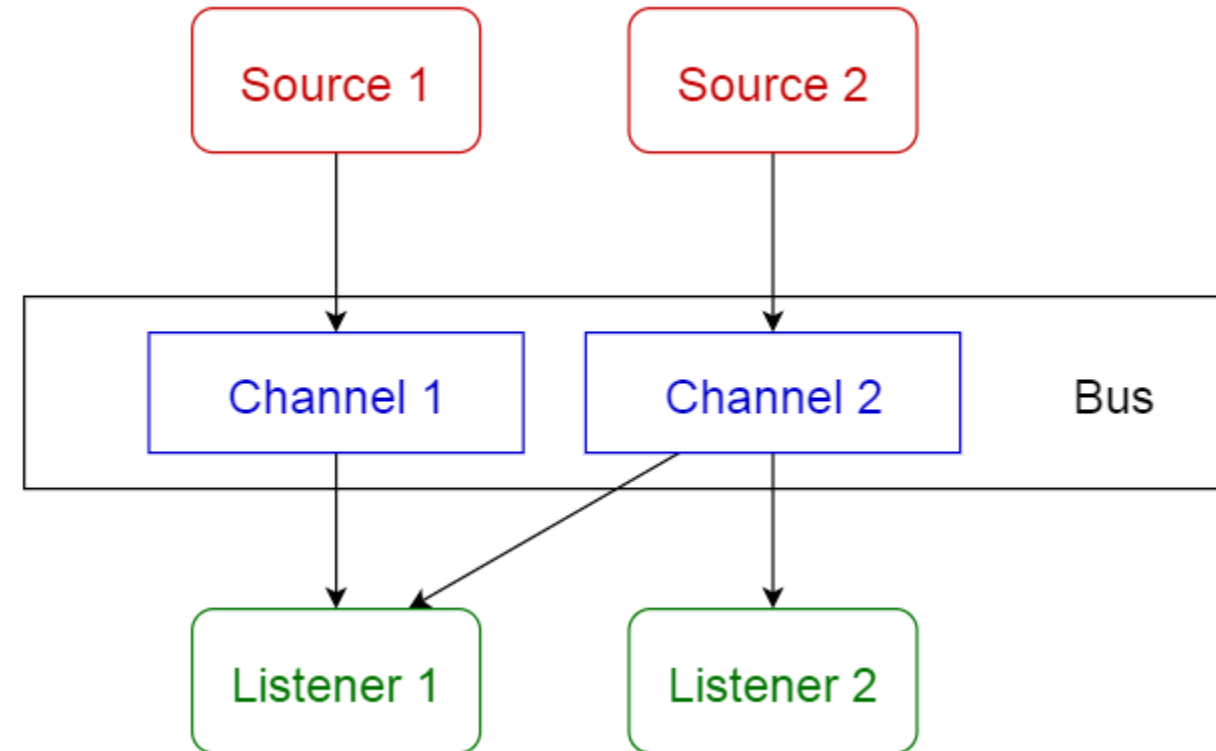 Source 1
Source 2
Channel 1
Channel 2
Bus
Listener 1
Listener 2